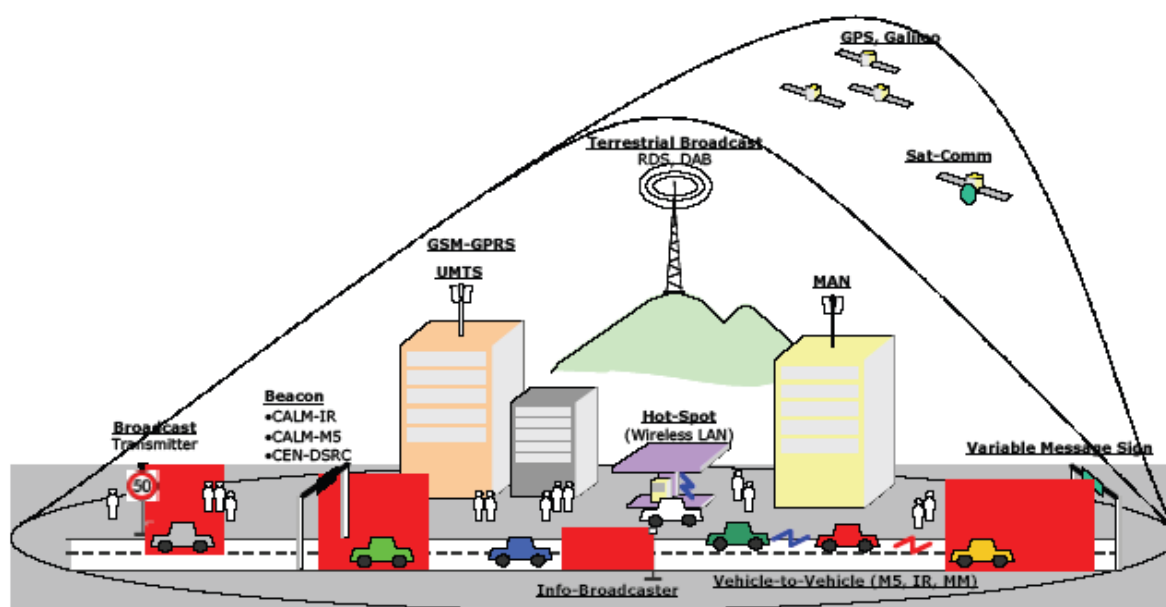 GPS, Galileo
Terrestrial Broadcast
RDS, DAB
Sat-Comm
GSM-GPRS
UMTS
MAN
Beacon
•CALM-IR
•CALM-M5
•CEN-DSRC
Broadcast
Transmitter
Hot-Spot
(Wireless LAN)
Variable Message Sign
50
Info-Broadcaster
Vehicle-to-Vehicle (M5, IR, MM)